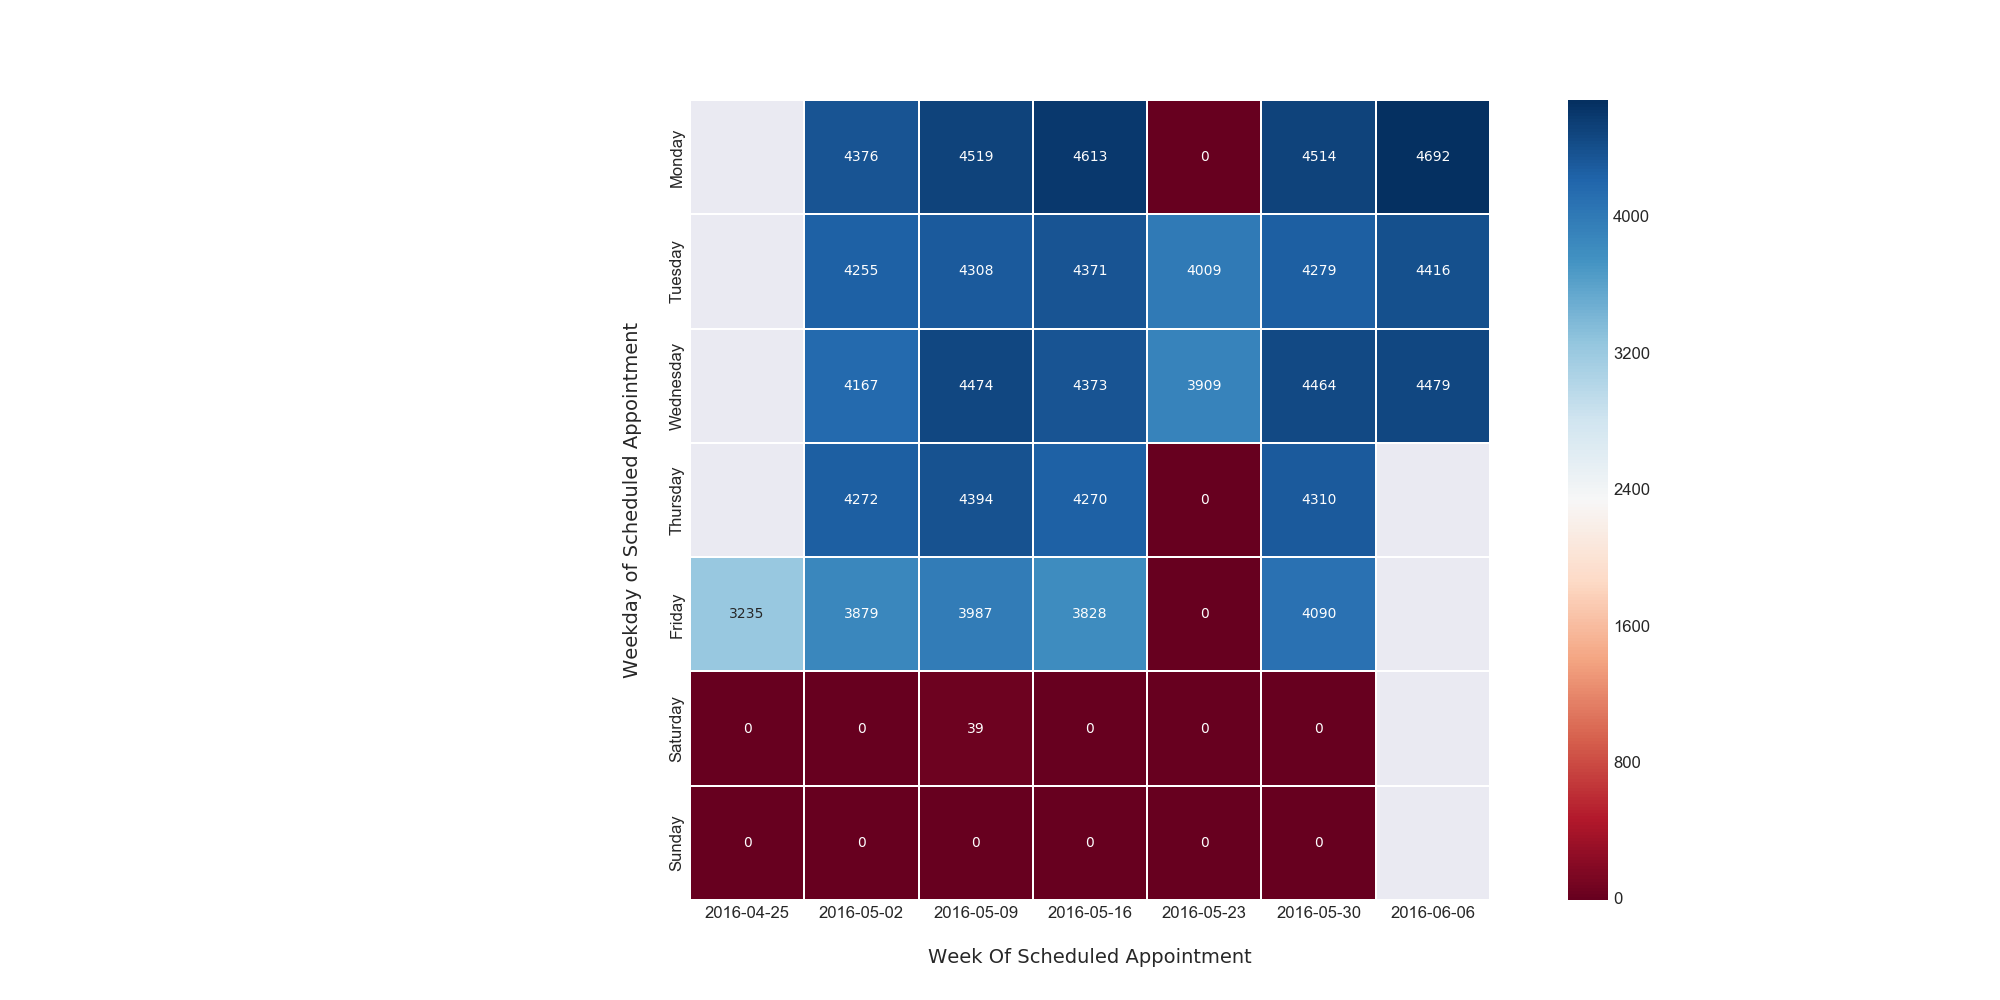 Weekday of Scheduled Appointment
Monday 4376 4519 4613 0 4514 4692
Tuesday 4255 4308 4371 4009 4279 4416
Wednesday 4167 4474 4373 3909 4464 4479
Thursday 4272 4394 4270 0 4310
Friday 3235 3879 3987 3828 0 4090
Saturday 0 0 39 0 0 0
Sunday 0 0 0 0 0 0
2016-04-25 2016-05-02 2016-05-09 2016-05-16 2016-05-23 2016-05-30 2016-06-06
Week Of Scheduled Appointment
4000
3200
2400
1600
800
0